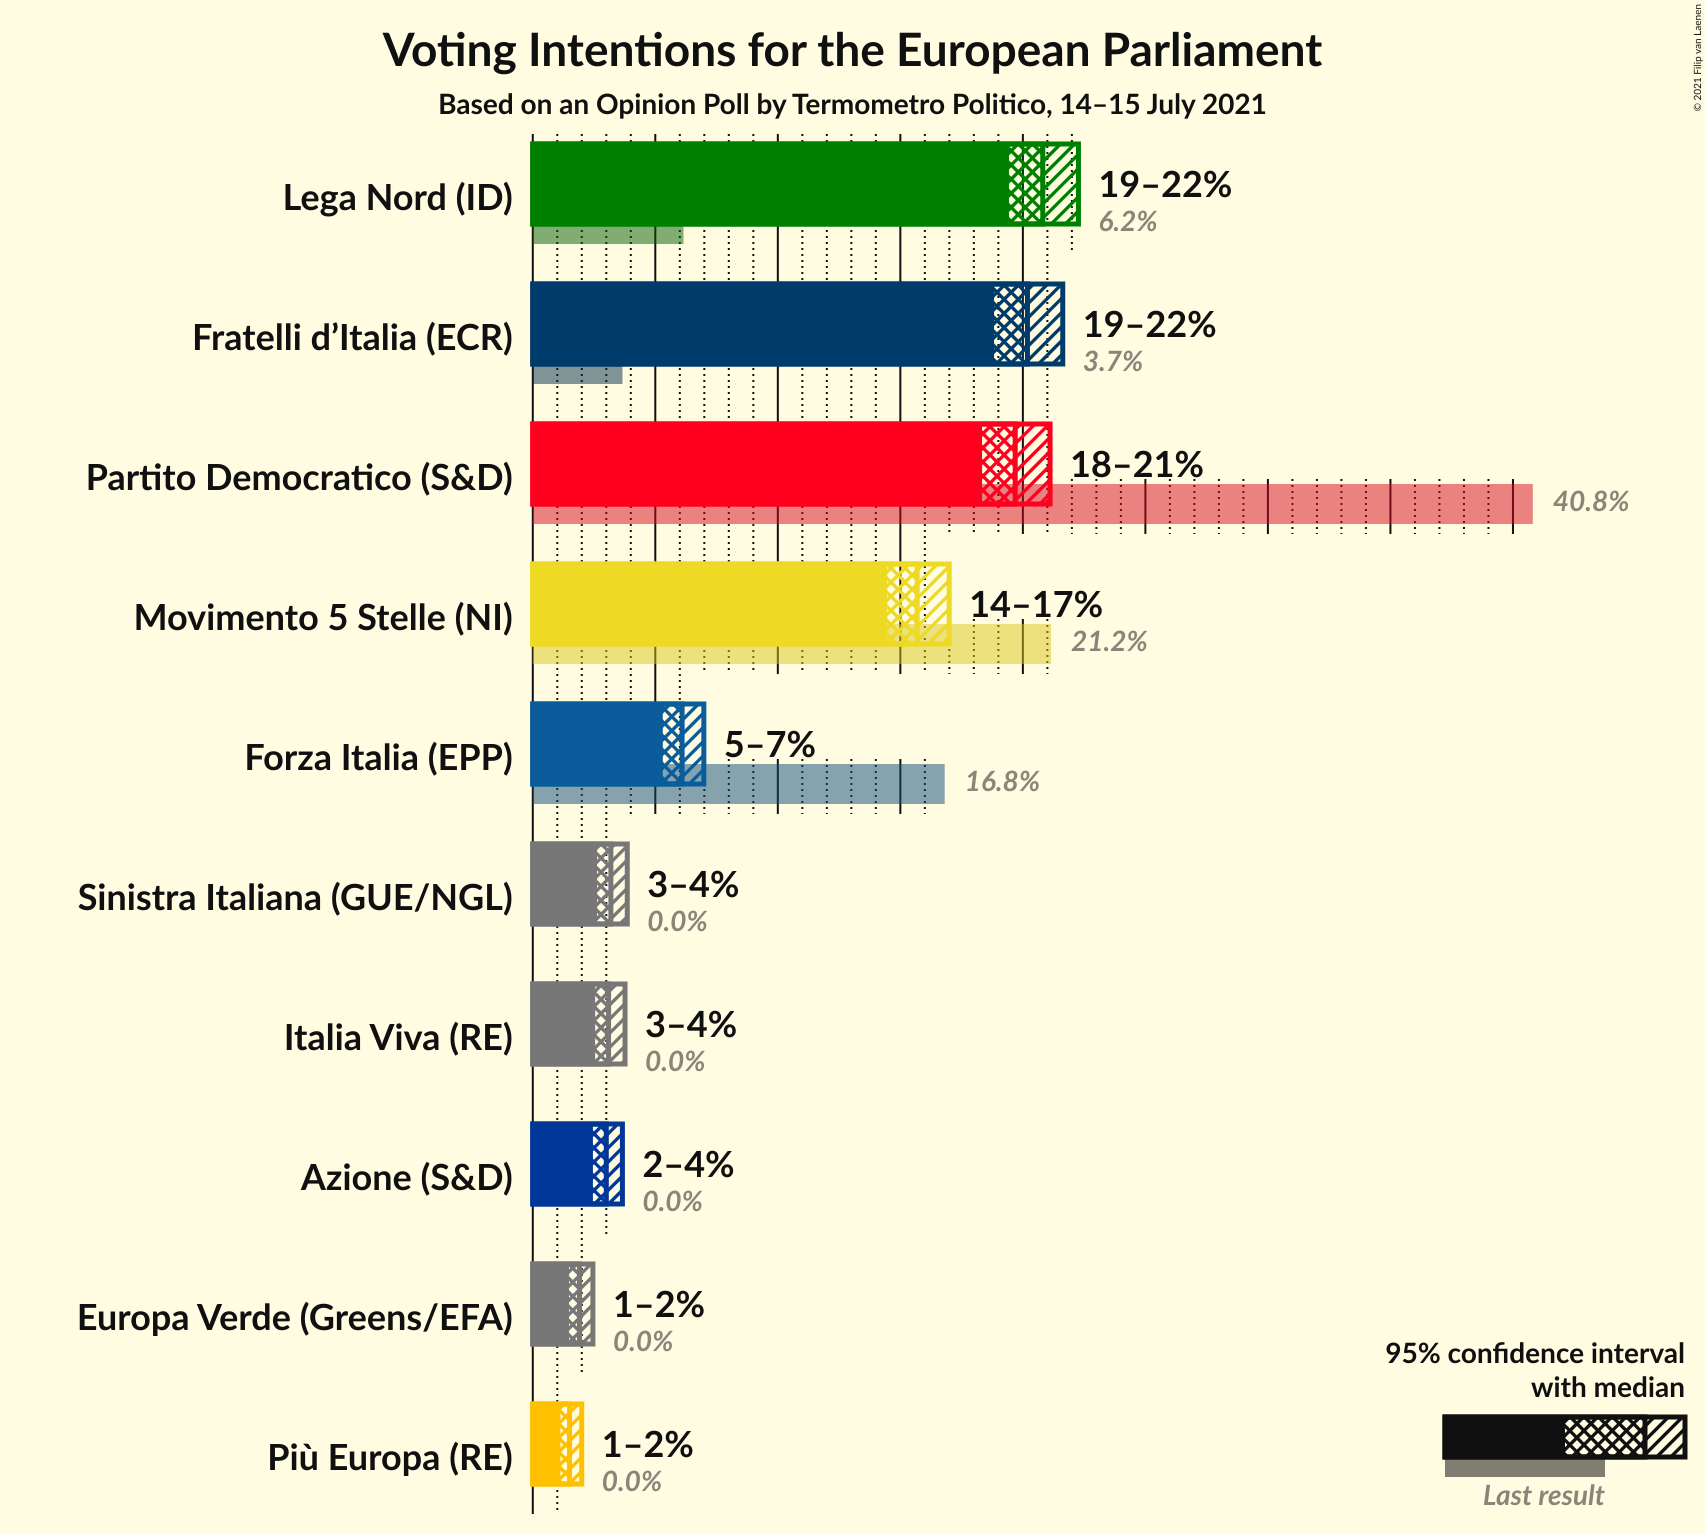 Voting Intentions for the European Parliament
Based on an Opinion Poll by Termometro Politico, 14–15 July 2021
© 2021 Filip van Laenen
Lega Nord (ID)
19–22%
6.2%
Fratelli d’Italia (ECR)
19–22%
3.7%
Partito Democratico (S&D)
18–21%
40.8%
Movimento 5 Stelle (NI)
14–17%
21.2%
Forza Italia (EPP)
5–7%
16.8%
Sinistra Italiana (GUE/NGL)
3–4%
0.0%
Italia Viva (RE)
3–4%
0.0%
Azione (S&D)
2–4%
0.0%
Europa Verde (Greens/EFA)
1–2%
0.0%
Più Europa (RE)
1–2%
0.0%
95% confidence interval
with median
Last result